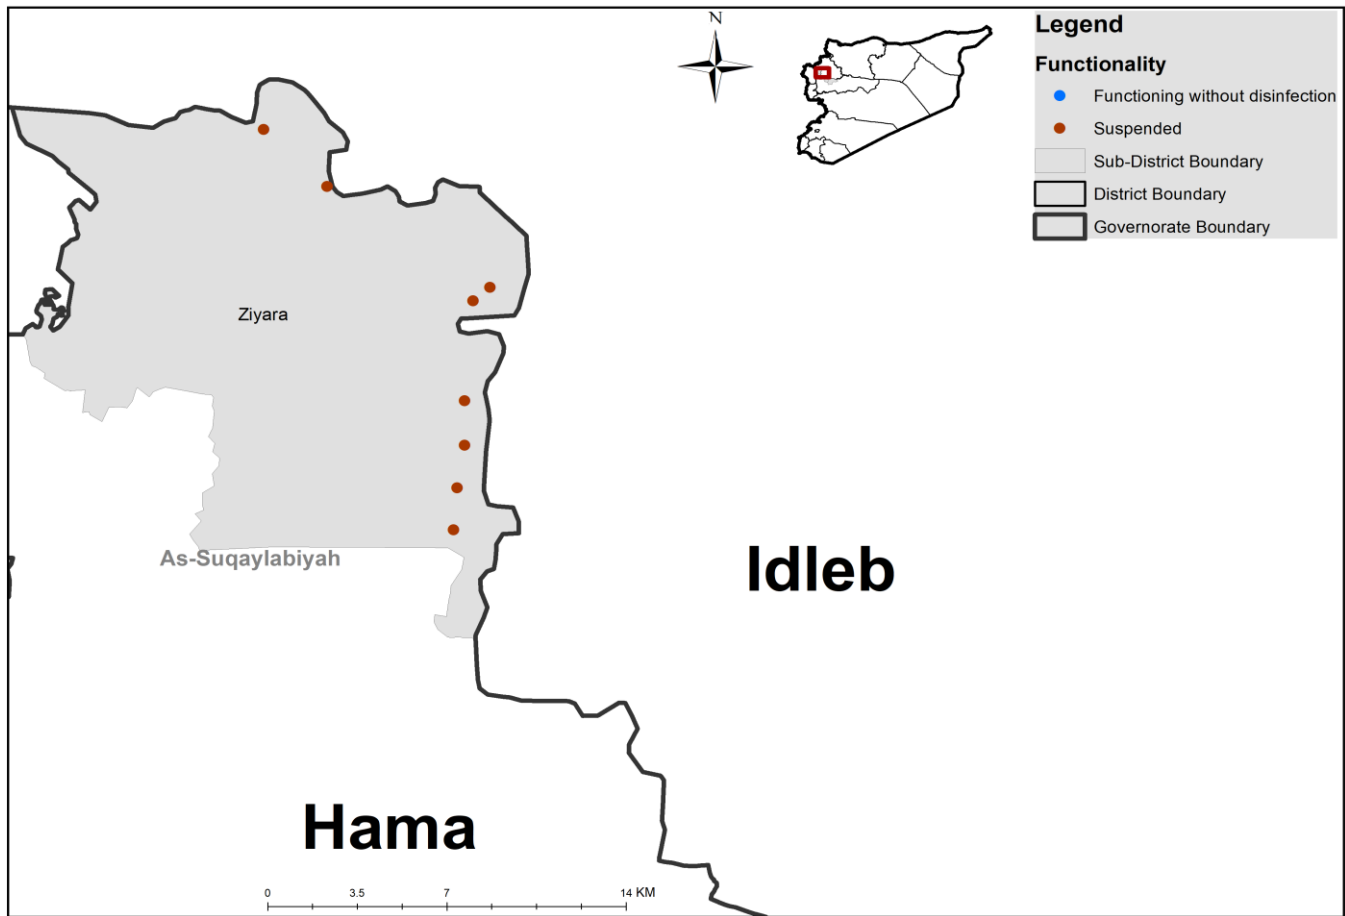 N
Legend
Functionality
Functioning without disinfection
Suspended
Sub-District Boundary
District Boundary
Governorate Boundary
Ziyara
As-Suqaylabiyah
Idleb
Hama
0 3.5 7 14 KM